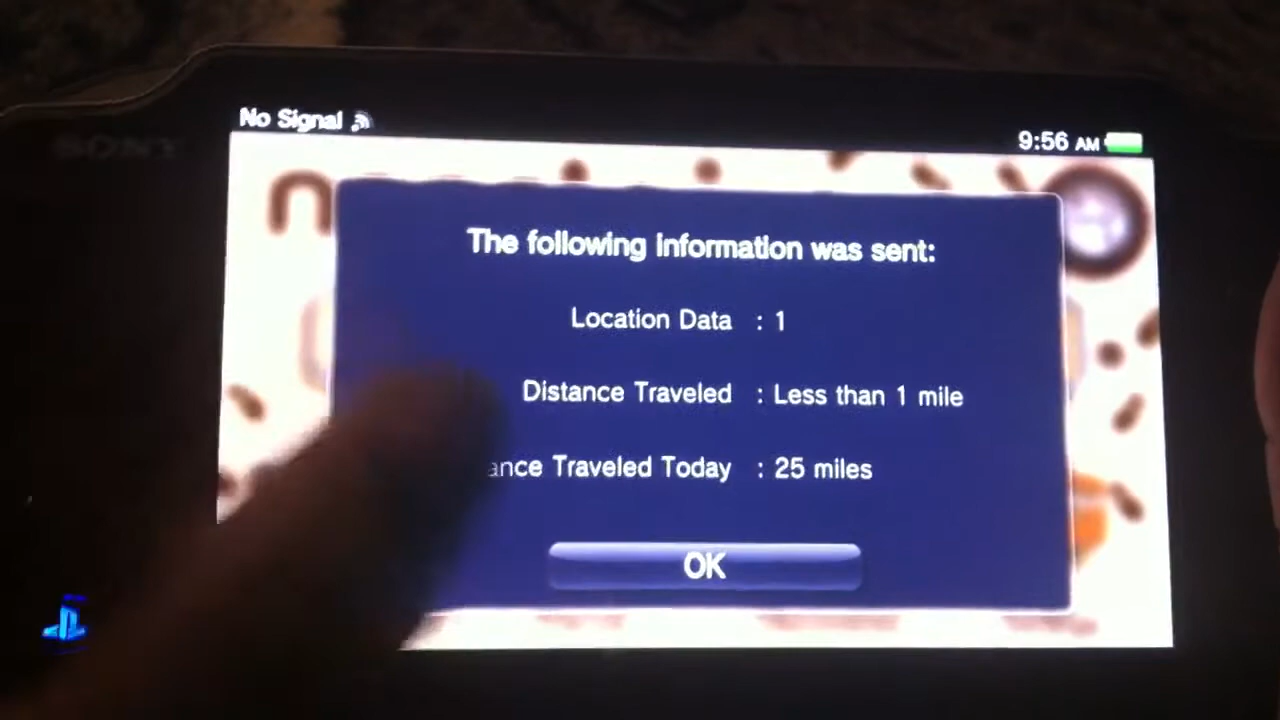 SONY
No Signal
9:56 AM
The following information was sent:
Location Data : 1
Distance Traveled : Less than 1 mile
ance Traveled Today : 25 miles
OK